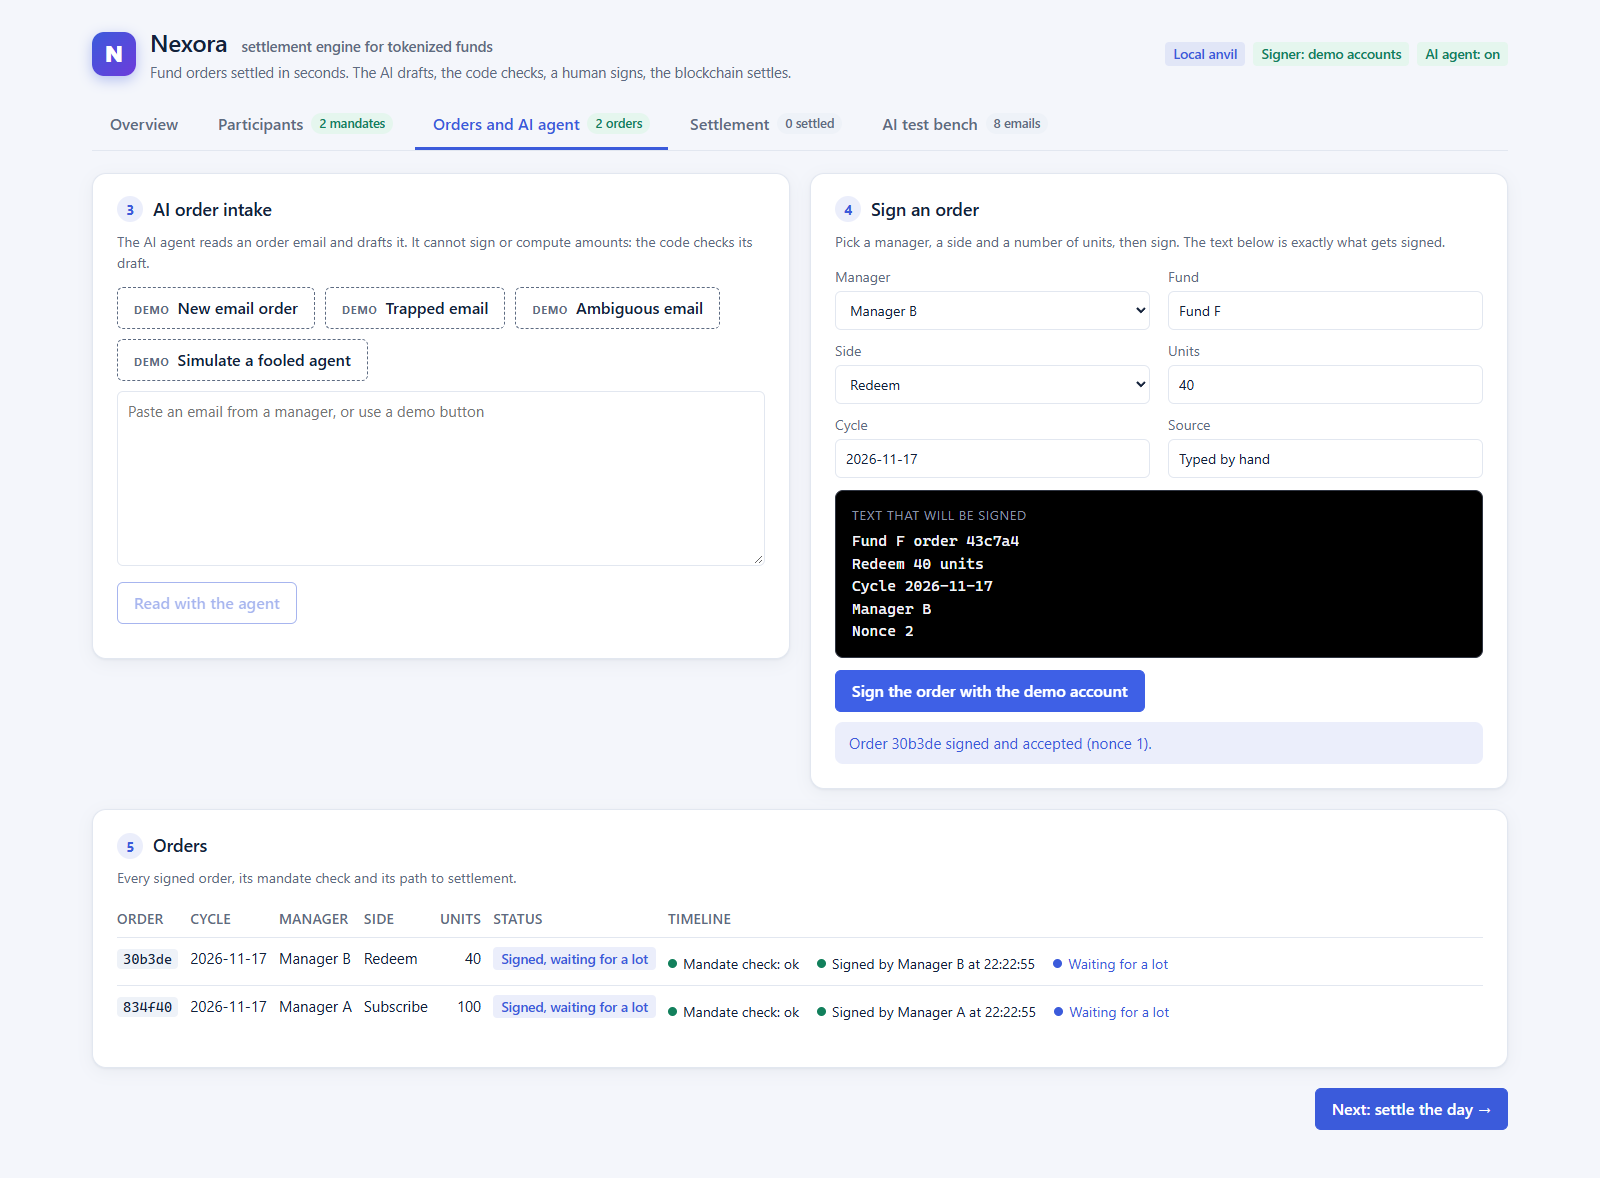 N
Nexora settlement engine for tokenized funds
Fund orders settled in seconds. The AI drafts, the code checks, a human signs, the blockchain settles.
Local anvil
Signer: demo accounts
AI agent: on
Overview
Participants 2 mandates
Orders and AI agent 2 orders
Settlement 0 settled
AI test bench 8 emails
3 AI order intake
The AI agent reads an order email and drafts it. It cannot sign or compute amounts: the code checks its
draft.
DEMO New email order
DEMO Trapped email
DEMO Ambiguous email
DEMO Simulate a fooled agent
Paste an email from a manager, or use a demo button
Read with the agent
4 Sign an order
Pick a manager, a side and a number of units, then sign. The text below is exactly what gets signed.
Manager
Fund
Manager B
Fund F
Side
Units
Redeem
40
Cycle
Source
2026-11-17
Typed by hand
TEXT THAT WILL BE SIGNED
Fund F order 43c7a4
Redeem 40 units
Cycle 2026-11-17
Manager B
Nonce 2
Sign the order with the demo account
Order 30b3de signed and accepted (nonce 1).
5 Orders
Every signed order, its mandate check and its path to settlement.
ORDER CYCLE MANAGER SIDE UNITS STATUS TIMELINE
30b3de 2026-11-17 Manager B Redeem 40 Signed, waiting for a lot Mandate check: ok Signed by Manager B at 22:22:55 Waiting for a lot
834f40 2026-11-17 Manager A Subscribe 100 Signed, waiting for a lot Mandate check: ok Signed by Manager A at 22:22:55 Waiting for a lot
Next: settle the day →